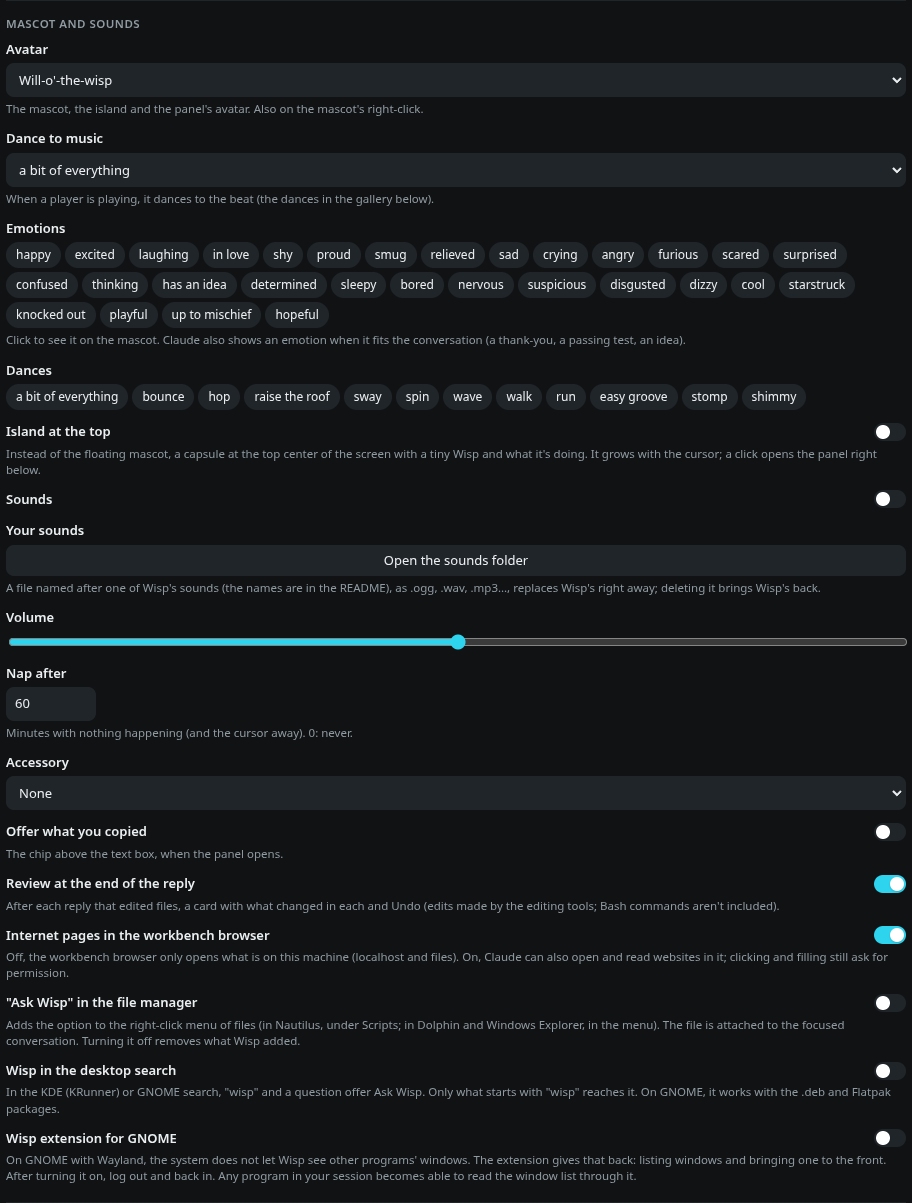 MASCOT AND SOUNDS
Avatar
Will-o'-the-wisp
The mascot, the island and the panel's avatar. Also on the mascot's right-click.
Dance to music
a bit of everything
When a player is playing, it dances to the beat (the dances in the gallery below).
Emotions
happy excited laughing in love shy proud smug relieved sad crying angry furious scared surprised
confused thinking has an idea determined sleepy bored nervous suspicious disgusted dizzy cool starstruck
knocked out playful up to mischief hopeful
Click to see it on the mascot. Claude also shows an emotion when it fits the conversation (a thank-you, a passing test, an idea).
Dances
a bit of everything bounce hop raise the roof sway spin wave walk run easy groove stomp shimmy
Island at the top
Instead of the floating mascot, a capsule at the top center of the screen with a tiny Wisp and what it's doing. It grows with the cursor; a click opens the panel right
below.
Sounds
Your sounds
Open the sounds folder
A file named after one of Wisp's sounds (the names are in the README), as .ogg, .wav, .mp3..., replaces Wisp's right away; deleting it brings Wisp's back.
Volume
Nap after
60
Minutes with nothing happening (and the cursor away). 0: never.
Accessory
None
Offer what you copied
The chip above the text box, when the panel opens.
Review at the end of the reply
After each reply that edited files, a card with what changed in each and Undo (edits made by the editing tools; Bash commands aren't included).
Internet pages in the workbench browser
Off, the workbench browser only opens what is on this machine (localhost and files). On, Claude can also open and read websites in it; clicking and filling still ask for
permission.
"Ask Wisp" in the file manager
Adds the option to the right-click menu of files (in Nautilus, under Scripts; in Dolphin and Windows Explorer, in the menu). The file is attached to the focused
conversation. Turning it off removes what Wisp added.
Wisp in the desktop search
In the KDE (KRunner) or GNOME search, "wisp" and a question offer Ask Wisp. Only what starts with "wisp" reaches it. On GNOME, it works with the .deb and Flatpak
packages.
Wisp extension for GNOME
On GNOME with Wayland, the system does not let Wisp see other programs' windows. The extension gives that back: listing windows and bringing one to the front.
After turning it on, log out and back in. Any program in your session becomes able to read the window list through it.